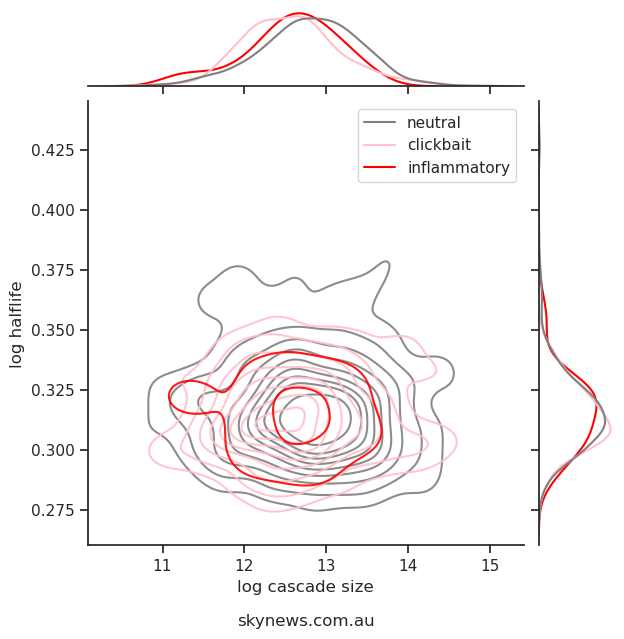 neutral
clickbait
inflammatory
0.425
0.400
0.375
0.350
0.325
0.300
0.275
log halflife
11 12 13 14 15
log cascade size
skynews.com.au